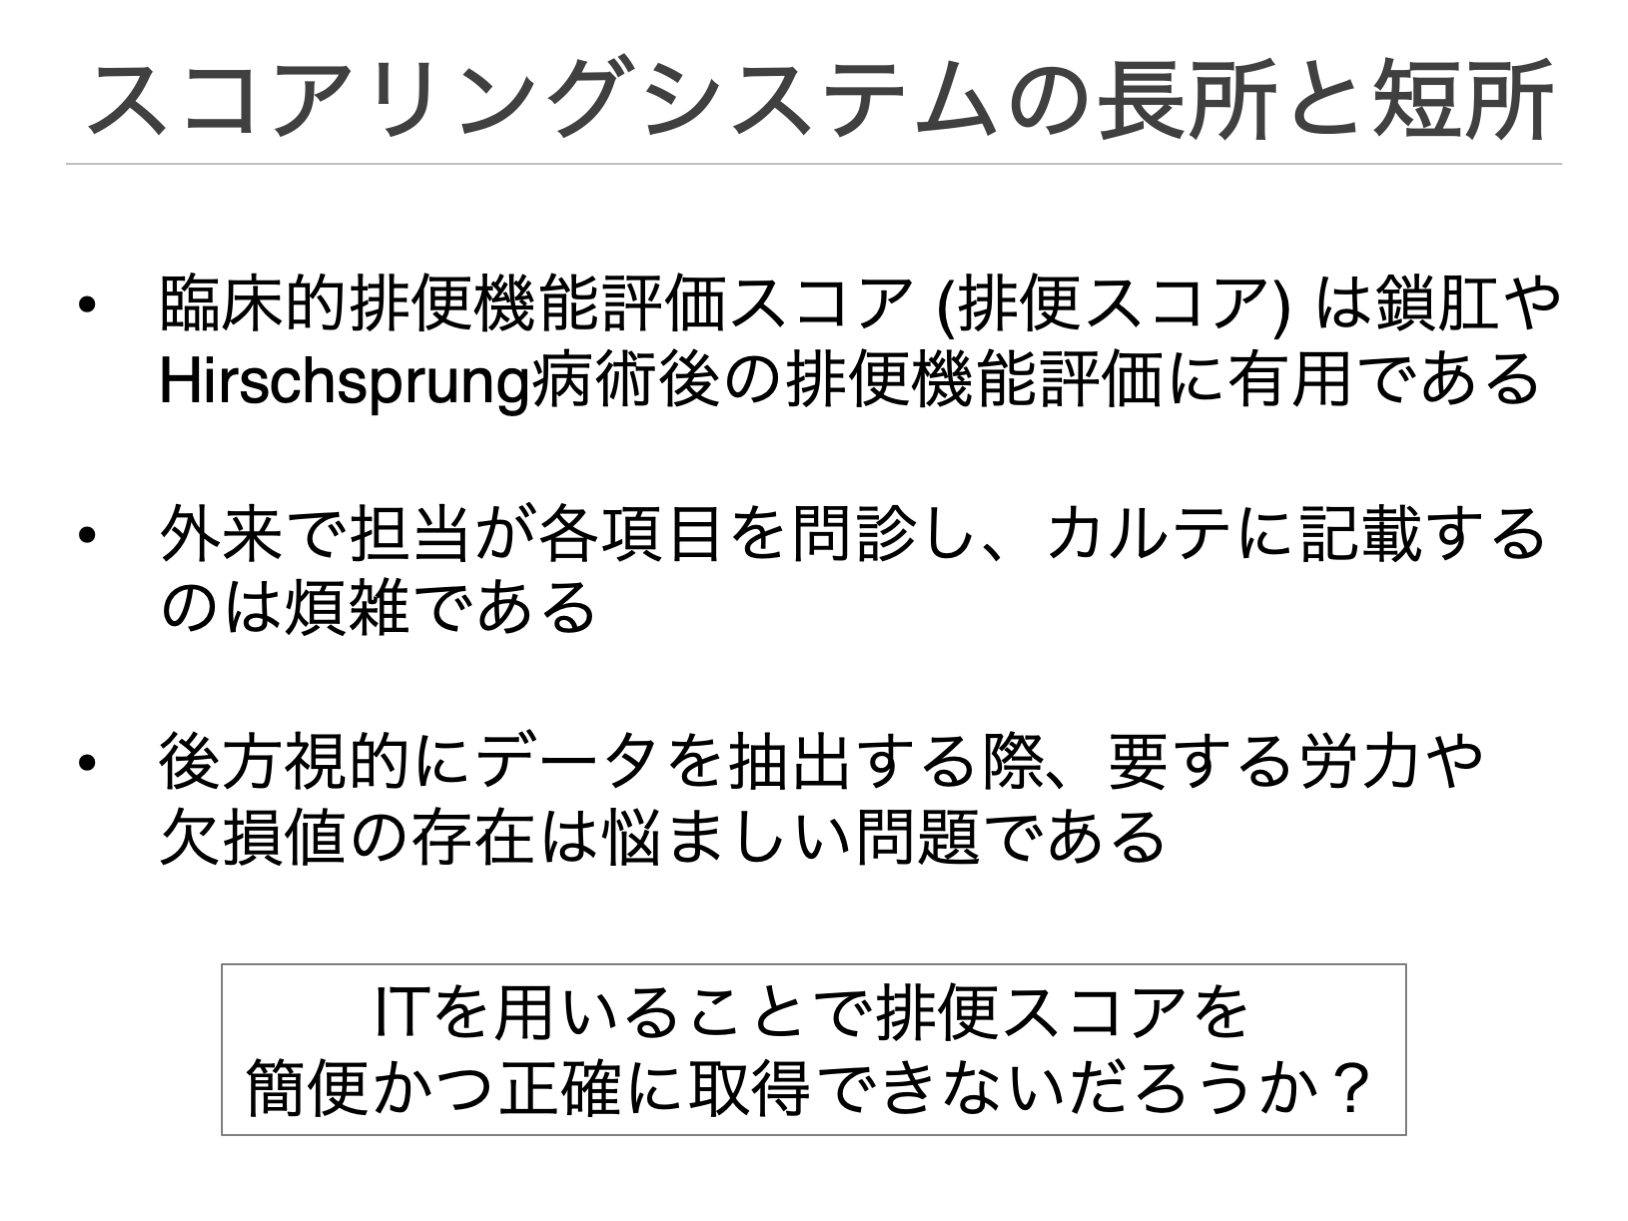 スコアリングシステムの長所と短所
• 臨床的排便機能評価スコア (排便スコア) は鎖肛や
Hirschsprung病術後の排便機能評価に有用である
• 外来で担当が各項目を問診し、カルテに記載する
のは煩雑である
• 後方視的にデータを抽出する際、要する労力や
欠損値の存在は悩ましい問題である
ITを用いることで排便スコアを
簡便かつ正確に取得できないだろうか？